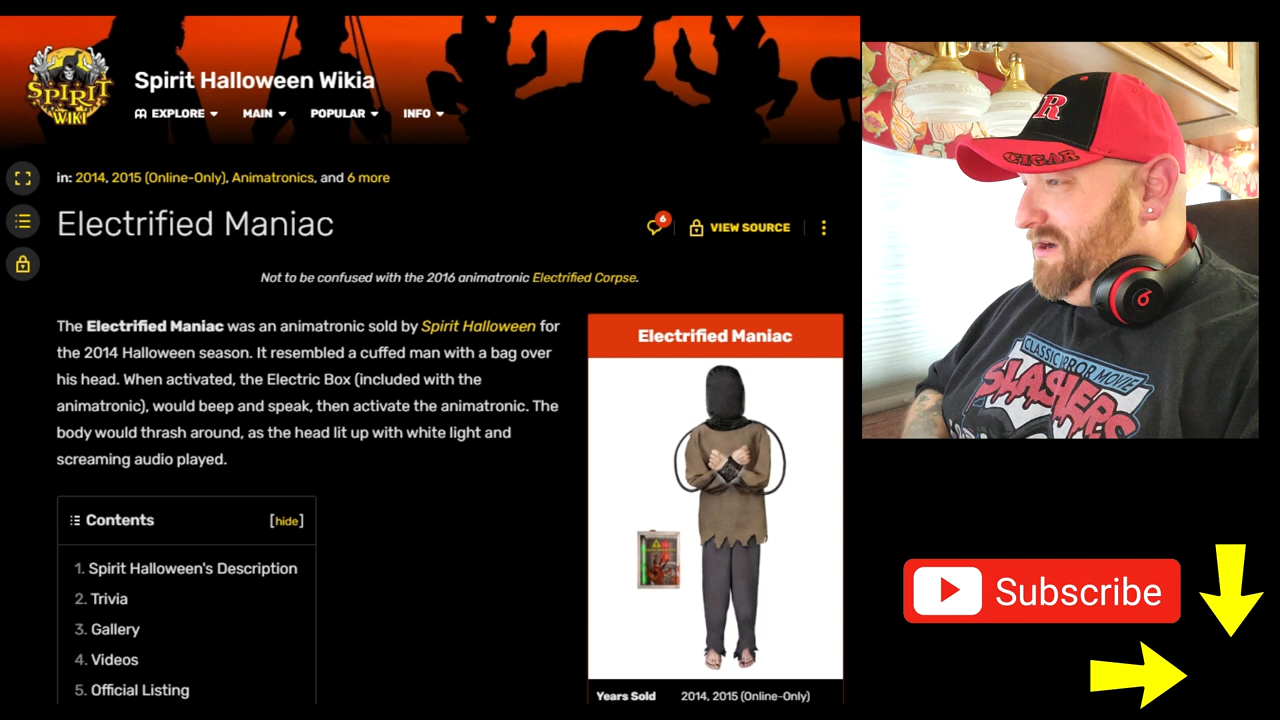 SPIRIT
WIKI
Spirit Halloween Wikia
EXPLORE MAIN POPULAR INFO
in: 2014, 2015 (Online-Only), Animatronics, and 6 more
Electrified Maniac
6
VIEW SOURCE
Not to be confused with the 2016 animatronic Electrified Corpse.
The Electrified Maniac was an animatronic sold by Spirit Halloween for
the 2014 Halloween season. It resembled a cuffed man with a bag over
his head. When activated, the Electric Box (included with the
animatronic), would beep and speak, then activate the animatronic. The
body would thrash around, as the head lit up with white light and
screaming audio played.
Contents [hide]
1. Spirit Halloween's Description
2. Trivia
3. Gallery
4. Videos
5. Official Listing
Electrified Maniac
Years Sold 2014, 2015 (Online-Only)
R
CIGAR
CLASSIC HORROR MOVIE
SLASHERS
Subscribe